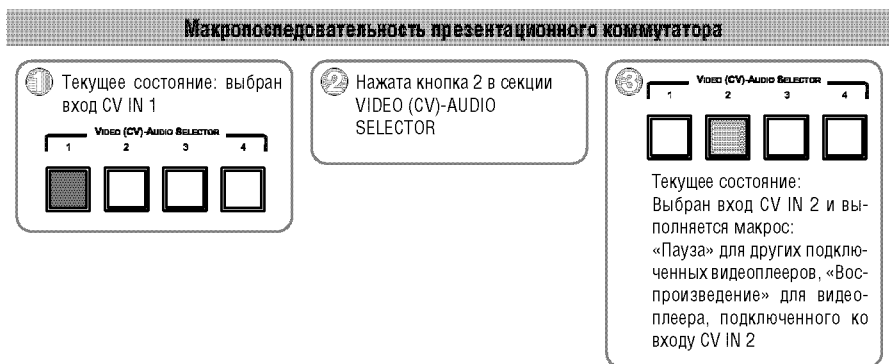 Макропоследовательность презентационного коммутатора
1 Текущее состояние: выбран
вход CV IN 1
VIDEO (CV)-AUDIO SELECTOR
1 2 3 4
2 Нажата кнопка 2 в секции
VIDEO (CV)-AUDIO
SELECTOR
3
VIDEO (CV)-AUDIO SELECTOR
1 2 3 4
Текущее состояние:
Выбран вход CV IN 2 и вы-
полняется макрос:
«Пауза» для других подклю-
ченных видеоплееров, «Вос-
произведение» для видео-
плеера, подключенного ко
входу CV IN 2